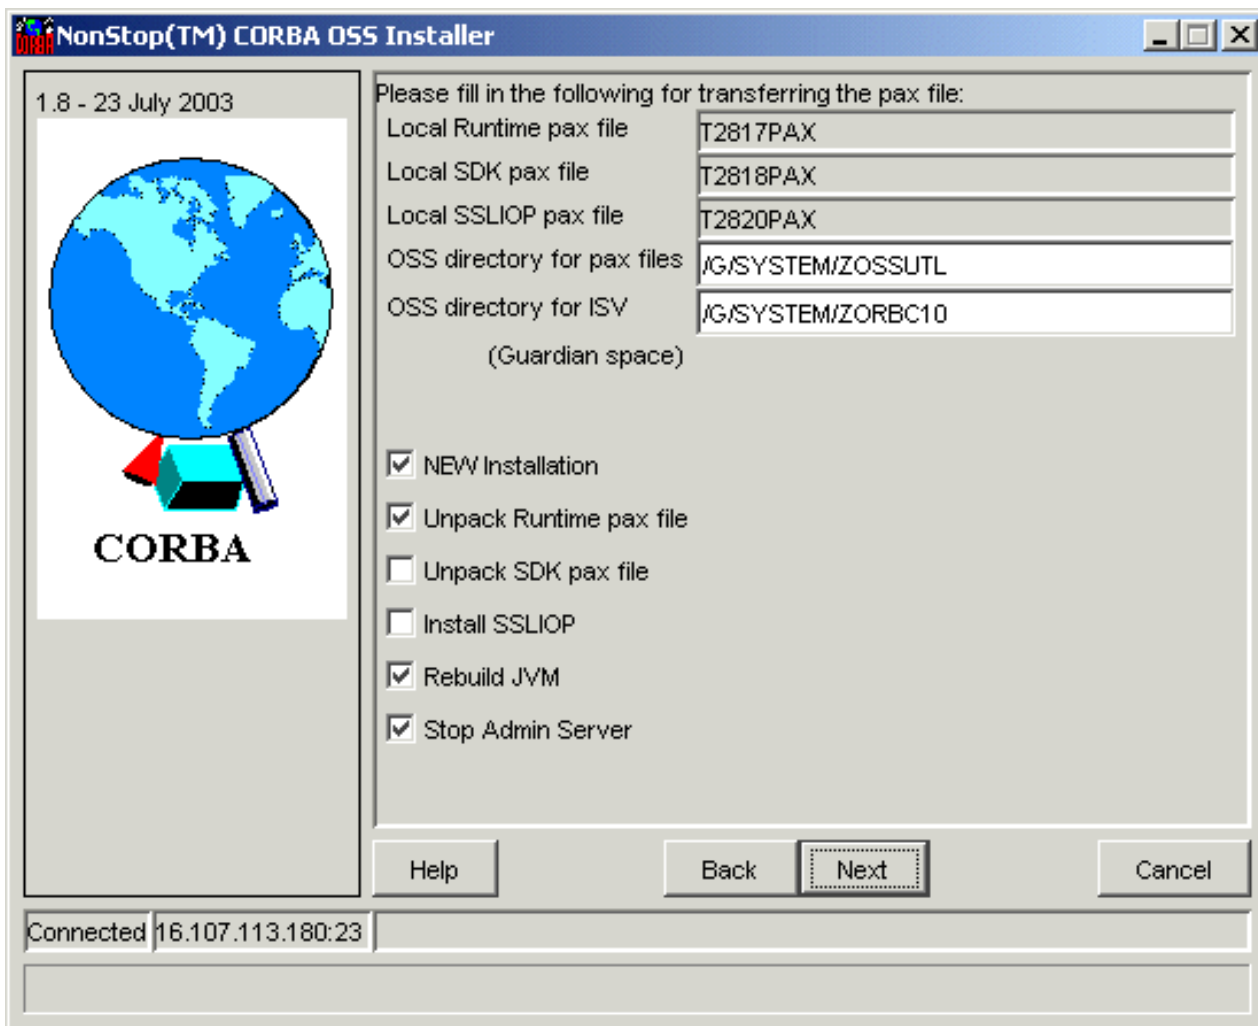 NonStop(TM) CORBA OSS Installer
1.8 - 23 July 2003
CORBA
Please fill in the following for transferring the pax file:
Local Runtime pax file T2817PAX
Local SDK pax file T2818PAX
Local SSLIOP pax file T2820PAX
OSS directory for pax files /G/SYSTEM/ZOSSUTL
OSS directory for ISV /G/SYSTEM/ZORBC10
(Guardian space)
NEW Installation
Unpack Runtime pax file
Unpack SDK pax file
Install SSLIOP
Rebuild JVM
Stop Admin Server
Help Back Next Cancel
Connected 16.107.113.180:23